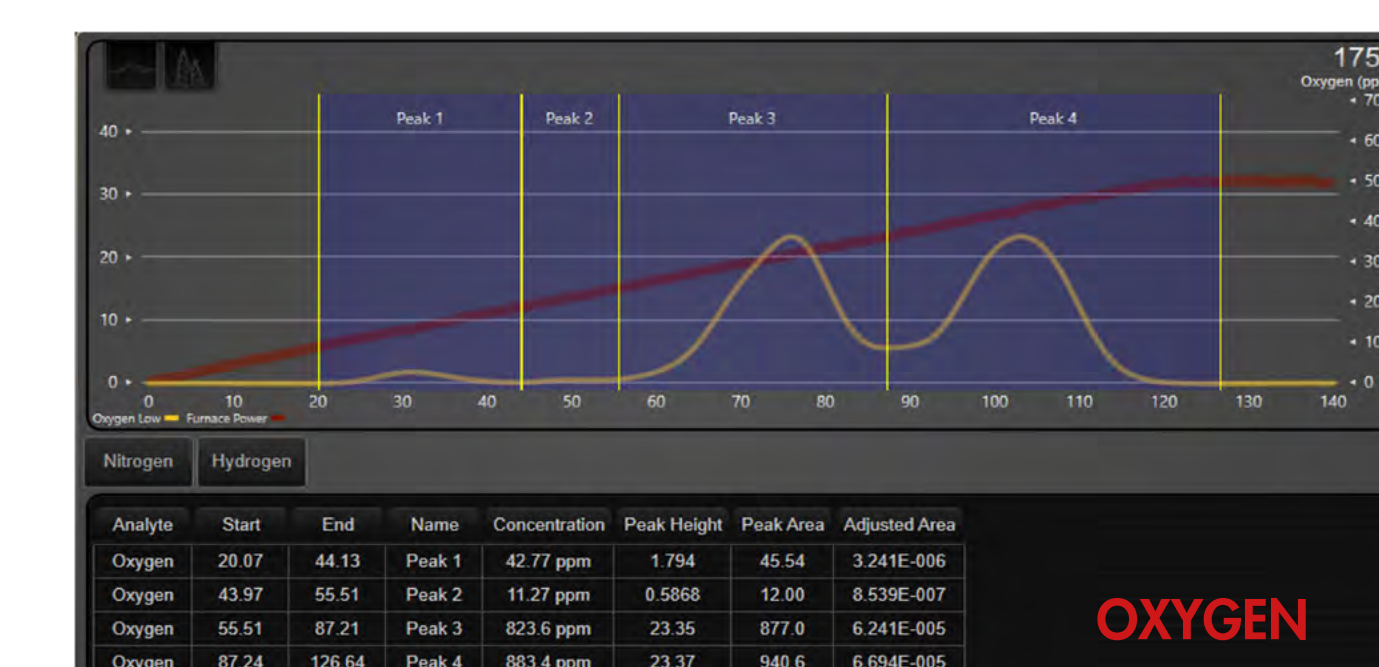 175
Oxygen (pp
70
Peak 1 Peak 2 Peak 3 Peak 4
40
60
30
50
40
20
30
20
10
10
0
0
0 10 20 30 40 50 60 70 80 90 100 110 120 130 140
Oxygen Low Furnace Power
Nitrogen Hydrogen
Analyte Start End Name Concentration Peak Height Peak Area Adjusted Area
Oxygen 20.07 44.13 Peak 1 42.77 ppm 1.794 45.54 3.241E-006
Oxygen 43.97 55.51 Peak 2 11.27 ppm 0.5868 12.00 8.539E-007
Oxygen 55.51 87.21 Peak 3 823.6 ppm 23.35 877.0 6.241E-005
Oxygen 87.24 126.64 Peak 4 883.4 ppm 23.37 940.6 6.694E-005
OXYGEN